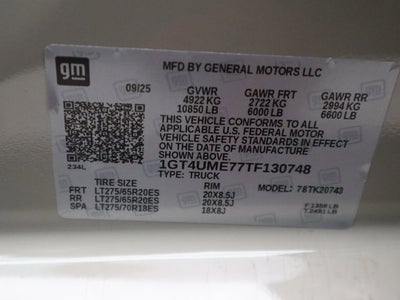 gm
MFD BY GENERAL MOTORS LLC
09/25 GVWR GAWR FRT GAWR RR
4922 KG 2722 KG 2994 KG
10850 LB 6000 LB 6600 LB
THIS VEHICLE CONFORMS TO ALL
APPLICABLE U.S. FEDERAL MOTOR
VEHICLE SAFETY STANDARDS IN EFFECT
ON THE DATE OF MANUFACTURE SHOWN ABOVE.
1GT4UME77TF130748
234L TYPE: TRUCK
TIRE SIZE RIM MODEL: 78TK20743
FRT LT275/65R20ES 20X8.5J
RR LT275/65R20ES 20X8.5J
SPA LT275/70R18ES 18X8J